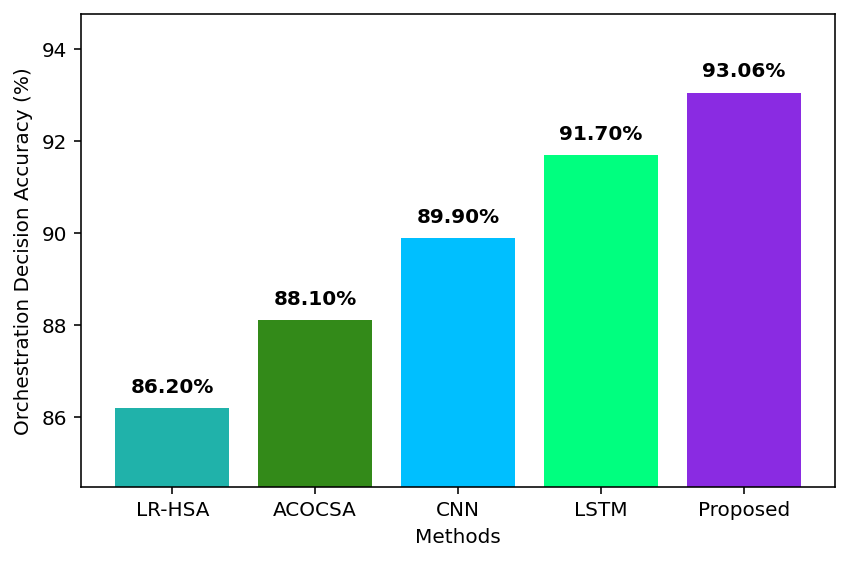 Orchestration Decision Accuracy (%)
94
92
90
88
86
86.20%
88.10%
89.90%
91.70%
93.06%
LR-HSA
ACOCSA
CNN
LSTM
Proposed
Methods